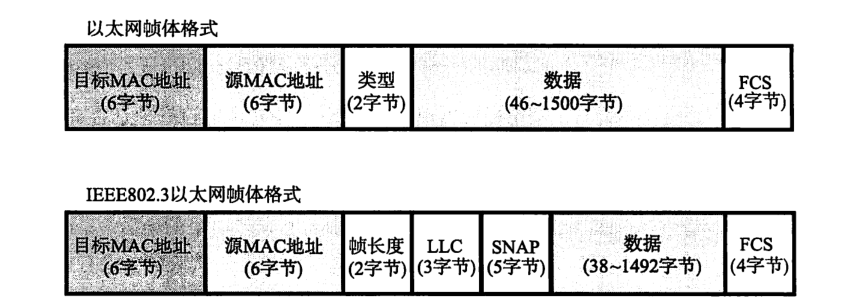 以太网帧体格式
目标MAC地址 源MAC地址 类型 数据 FCS
(6字节) (6字节) (2字节) (46~1500字节) (4字节)
IEEE802.3以太网帧体格式
目标MAC地址 源MAC地址 帧长度 LLC SNAP 数据 FCS
(6字节) (6字节) (2字节) (3字节) (5字节) (38~1492字节) (4字节)